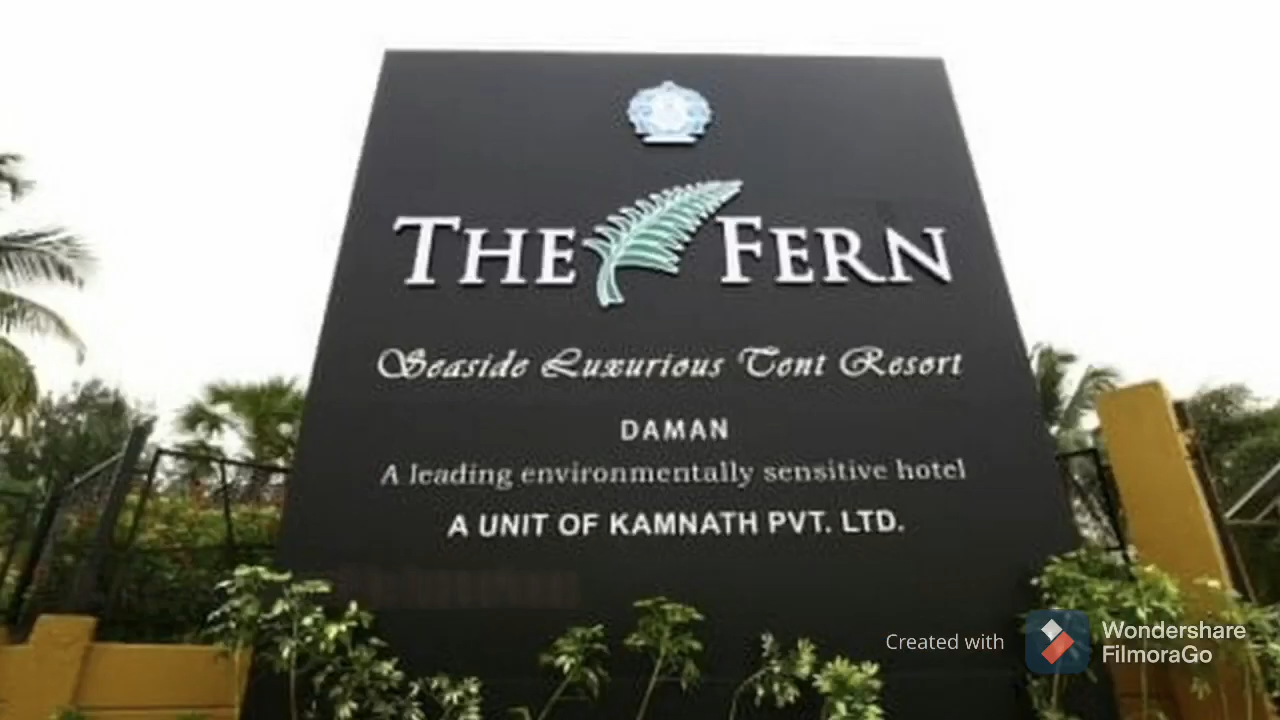 THE FERN
Seaside Luxurious Tent Resort
DAMAN
A leading environmentally sensitive hotel
A UNIT OF KAMNATH PVT. LTD.
Created with
Wondershare
FilmoraGo